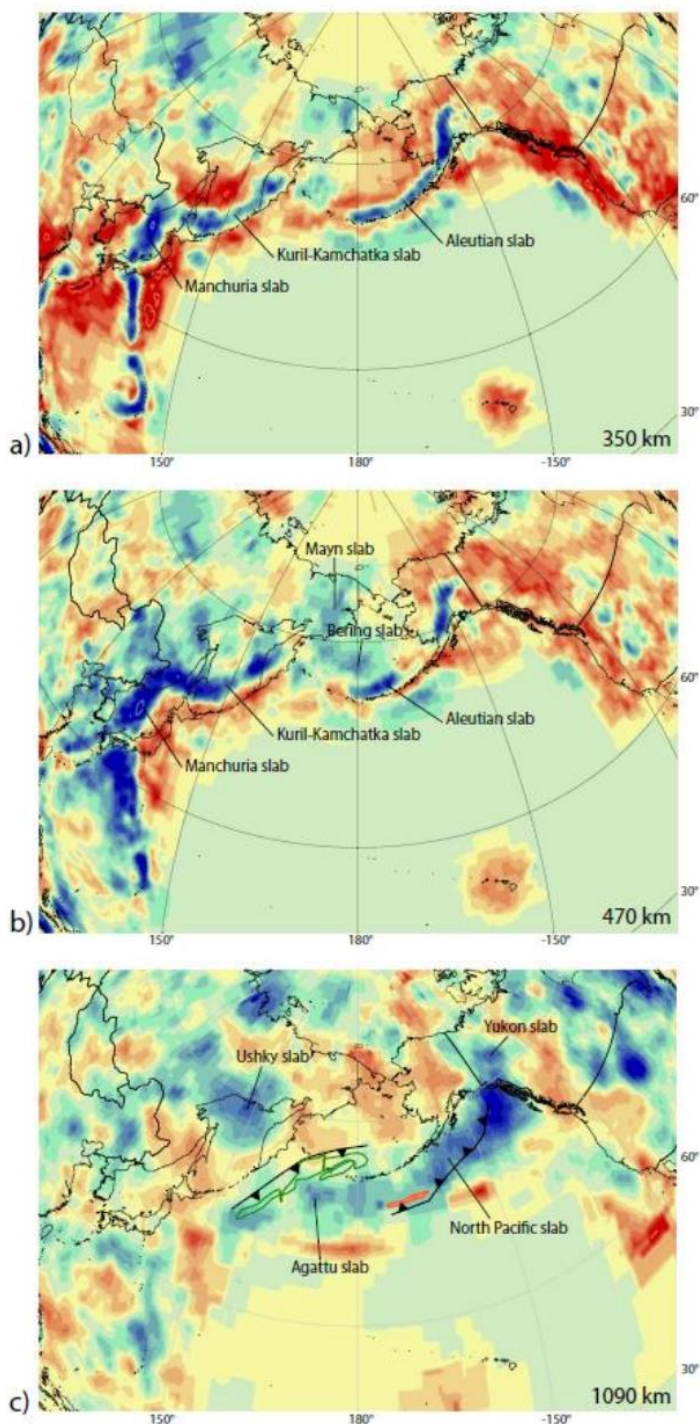 60°
Aleutian slab
Kuril-Kamchatka slab
Manchuria slab
30°
350 km
a)
150°
180°
-150°
Mayn slab
Bering slab
60°
Aleutian slab
Kuril-Kamchatka slab
Manchuria slab
30°
470 km
b)
150°
180°
-150°
Yukon slab
Ushky slab
60°
North Pacific slab
Agattu slab
30°
1090 km
c)
150°
180°
-150°